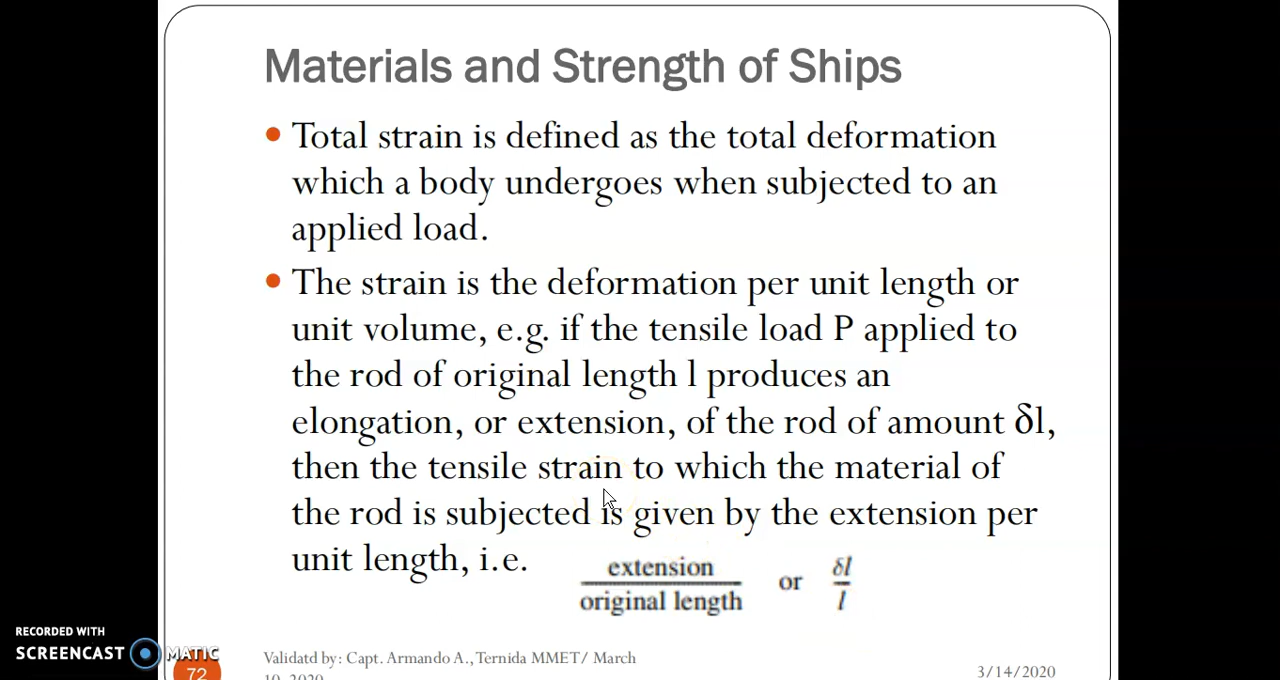 Materials and Strength of Ships
Total strain is defined as the total deformation
which a body undergoes when subjected to an
applied load.
The strain is the deformation per unit length or
unit volume, e.g. if the tensile load P applied to
the rod of original length l produces an
elongation, or extension, of the rod of amount δl,
then the tensile strain to which the material of
the rod is subjected is given by the extension per
unit length, i.e.
extension
original length
or
δl
l
RECORDED WITH
SCREENCAST MATIC
72
Validatd by: Capt. Armando A., Ternida MMET/ March
10, 2020
3/14/2020